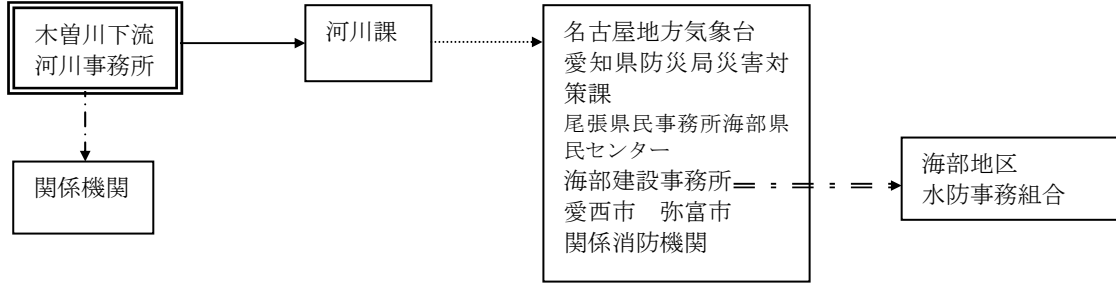 木曽川下流
河川事務所
河川課
関係機関
名古屋地方気象台
愛知県防災局災害対
策課
尾張県民事務所海部県
民センター
海部建設事務所
愛西市　弥富市
関係消防機関
海部地区
水防事務組合